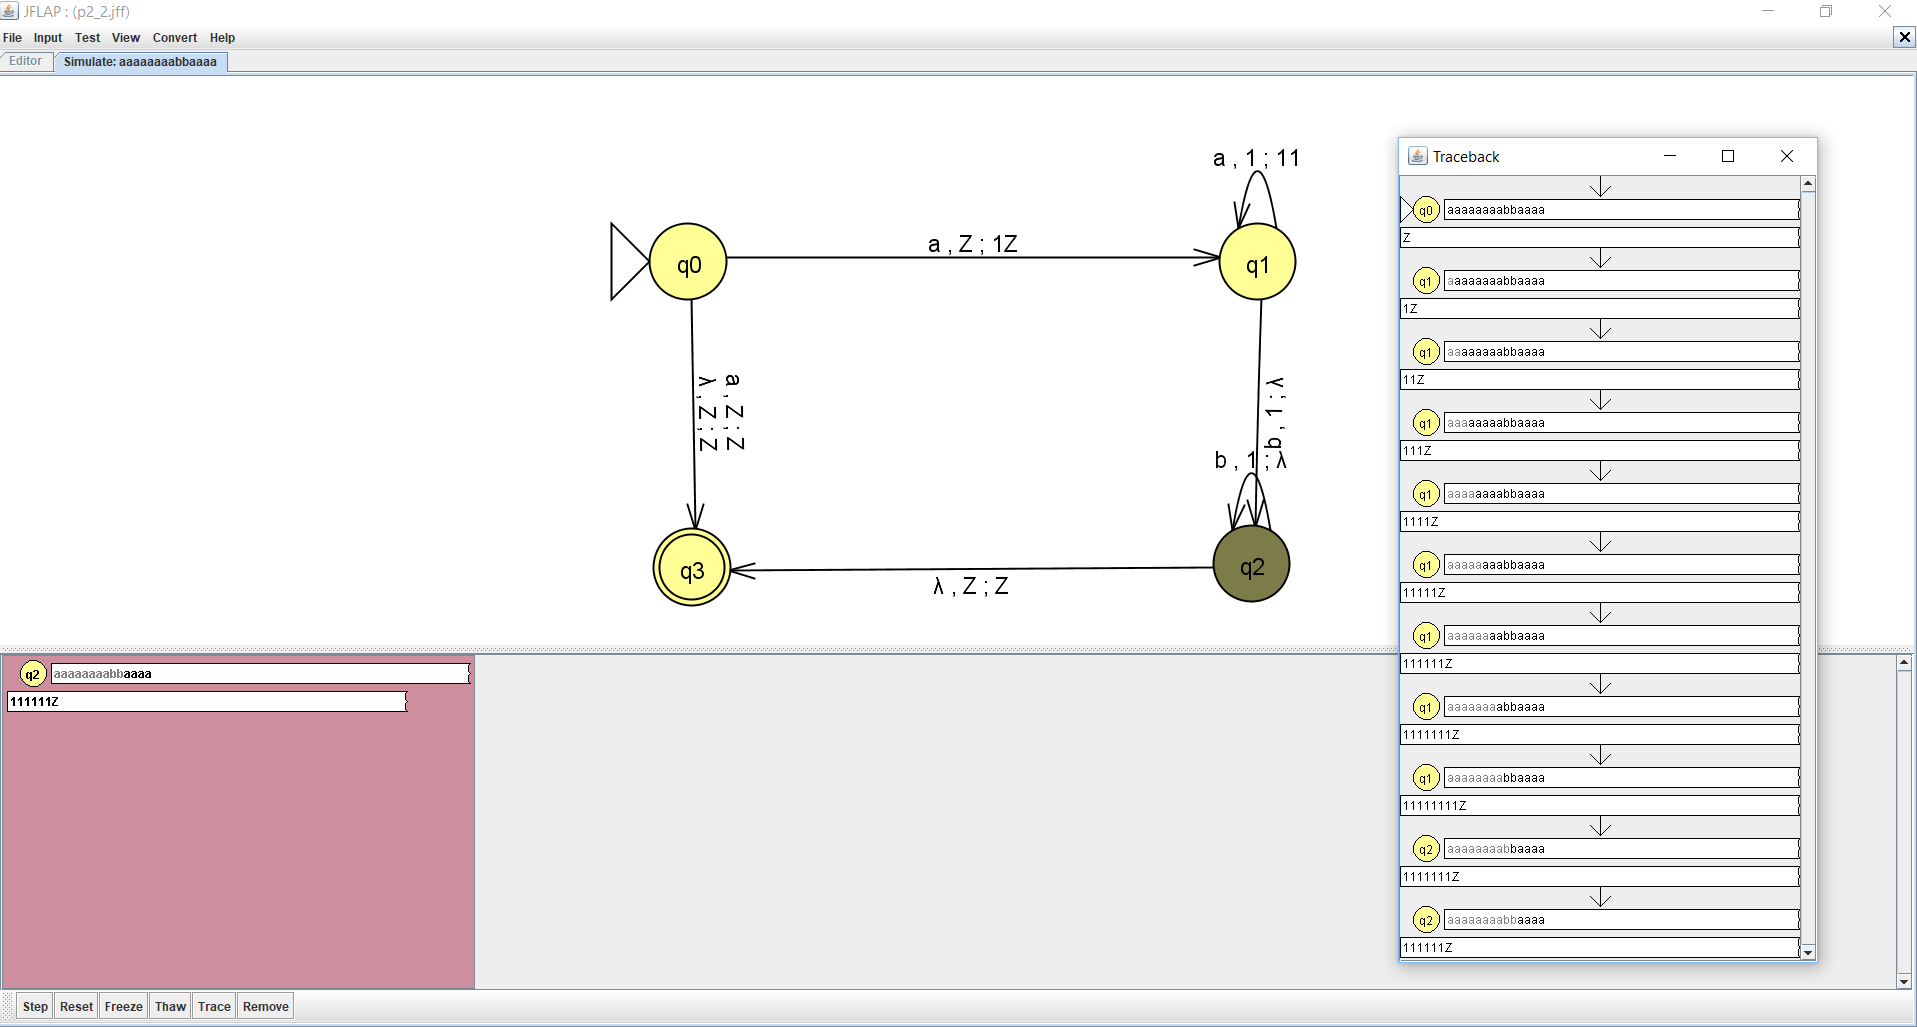 JFLAP : (p2_2.jff)
File Input Test View Convert Help
Editor
Simulate: aaaaaaaabbaaaa
a , 1 ; 11
a , Z ; 1Z
q0
q1
λ , Z ; Z
a , Z ; Z
b , 1 ; λ
b , 1 ; λ
q3
q2
λ , Z ; Z
Traceback
q0 aaaaaaaabbaaaa
Z
q1 aaaaaaaabbaaaa
1Z
q1 aaaaaaaabbaaaa
11Z
q1 aaaaaaaabbaaaa
111Z
q1 aaaaaaaabbaaaa
1111Z
q1 aaaaaaaabbaaaa
11111Z
q1 aaaaaaaabbaaaa
111111Z
q1 aaaaaaaabbaaaa
1111111Z
q1 aaaaaaaabbaaaa
11111111Z
q2 aaaaaaaabbaaaa
1111111Z
q2 aaaaaaaabbaaaa
111111Z
q2 aaaaaaaabbaaaa
111111Z
Step Reset Freeze Thaw Trace Remove